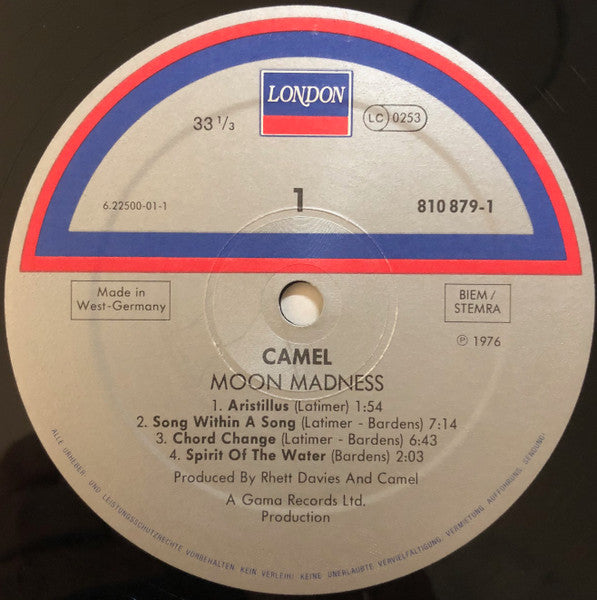 LONDON
33 1/3
LC 0253
6.22500-01-1
1
810 879-1
Made in
West-Germany
BIEM/
STEMRA
℗ 1976
CAMEL
MOON MADNESS
1. Aristillus (Latimer) 1:54
2. Song Within A Song (Latimer - Bardens) 7:14
3. Chord Change (Latimer - Bardens) 6:43
4. Spirit Of The Water (Bardens) 2:03
Produced By Rhett Davies And Camel
A Gama Records Ltd.
Production
ALLE URHEBER- UND LEISTUNGSSCHUTZRECHTE VORBEHALTEN. KEIN VERLEIH! KEINE UNERLAUBTE VERVIELFÄLTIGUNG, VERMIETUNG, AUFFÜHRUNG, SENDUNG!